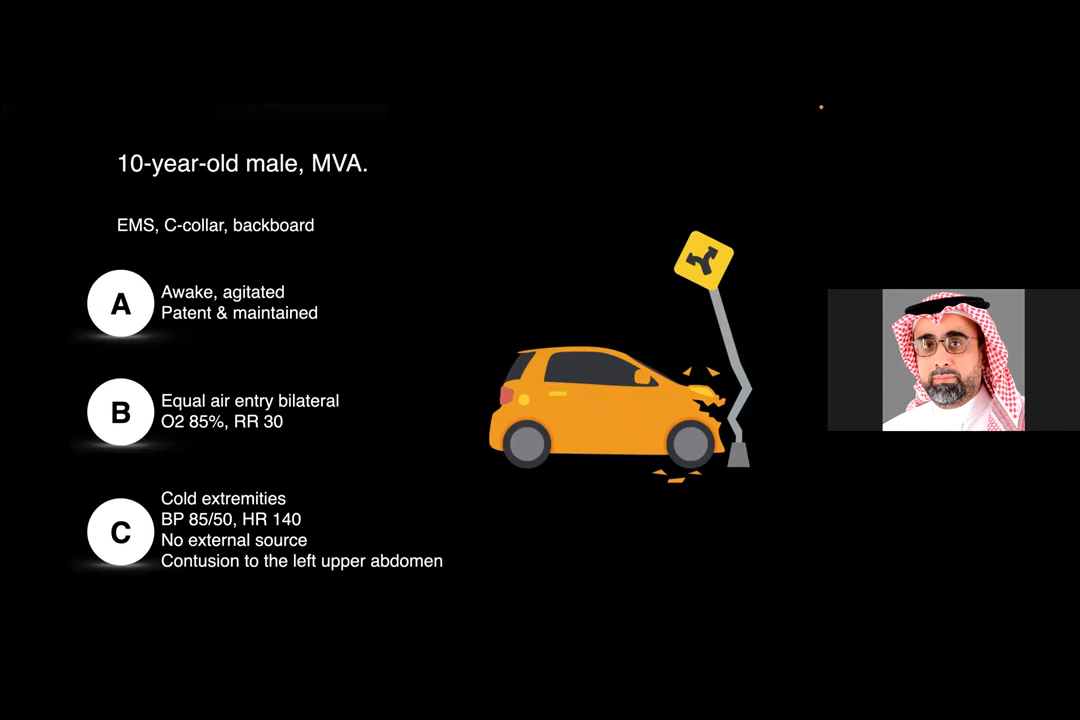 10-year-old male, MVA.
EMS, C-collar, backboard
A
Awake, agitated
Patent & maintained
B
Equal air entry bilateral
O2 85%, RR 30
C
Cold extremities
BP 85/50, HR 140
No external source
Contusion to the left upper abdomen